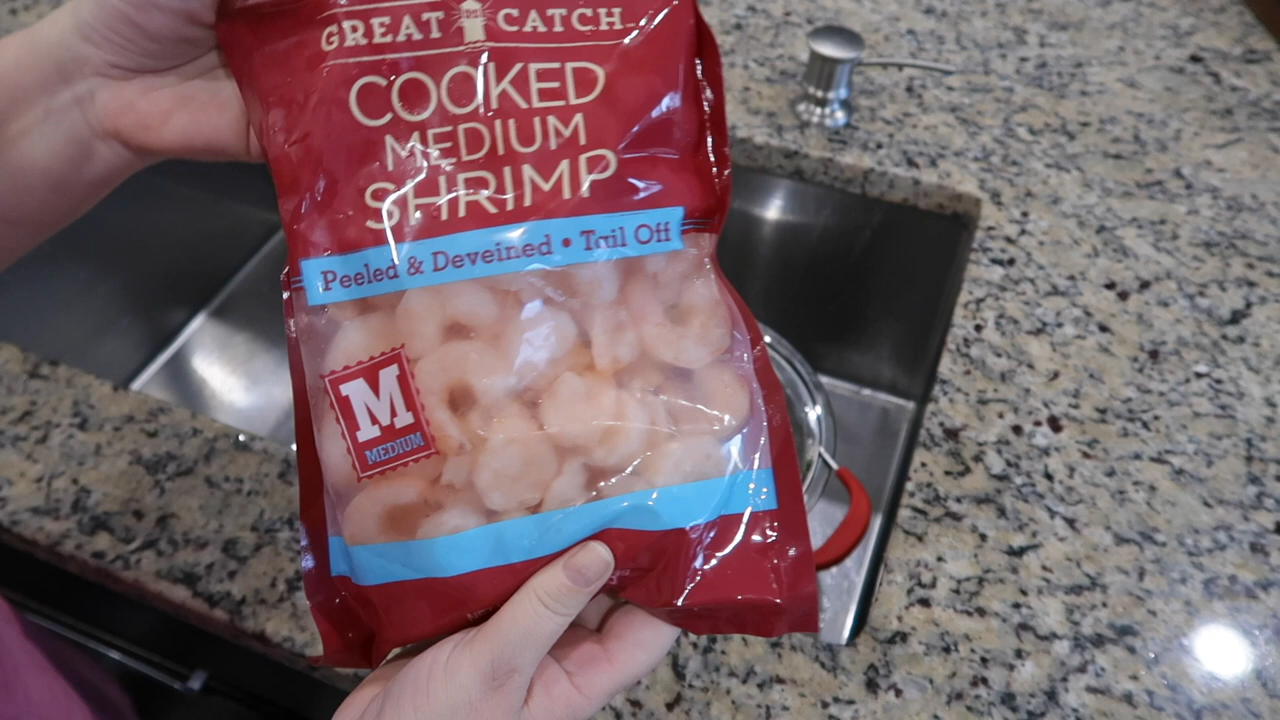 GREAT CATCH
COOKED
MEDIUM
SHRIMP
Peeled & Deveined • Tail Off
M
MEDIUM